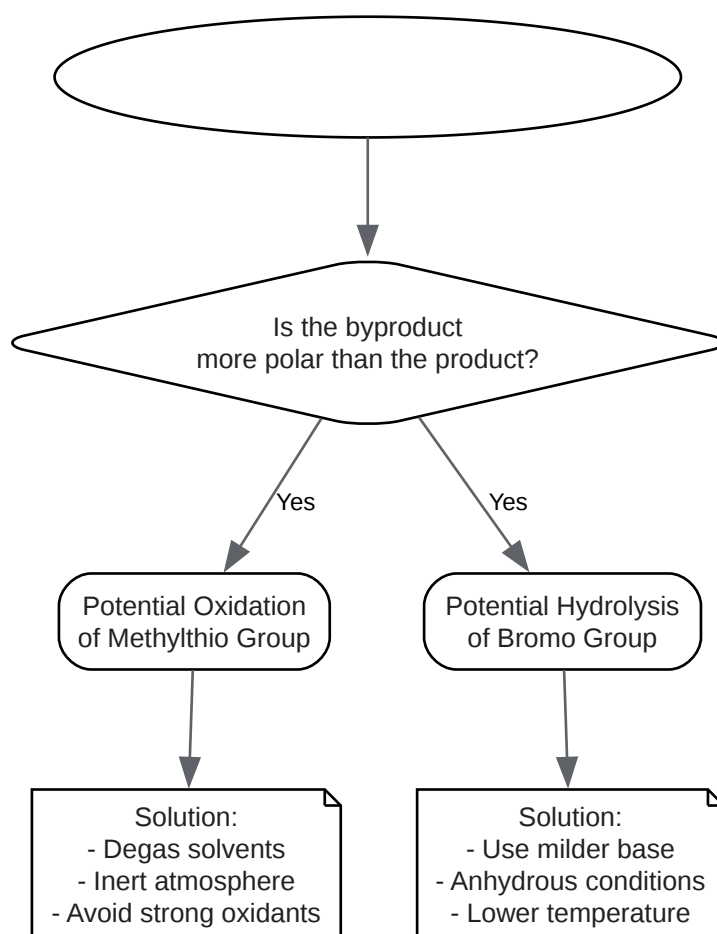 Is the byproduct
more polar than the product?
Yes
Yes
Potential Oxidation
of Methylthio Group
Potential Hydrolysis
of Bromo Group
Solution:
- Degas solvents
- Inert atmosphere
- Avoid strong oxidants
Solution:
- Use milder base
- Anhydrous conditions
- Lower temperature